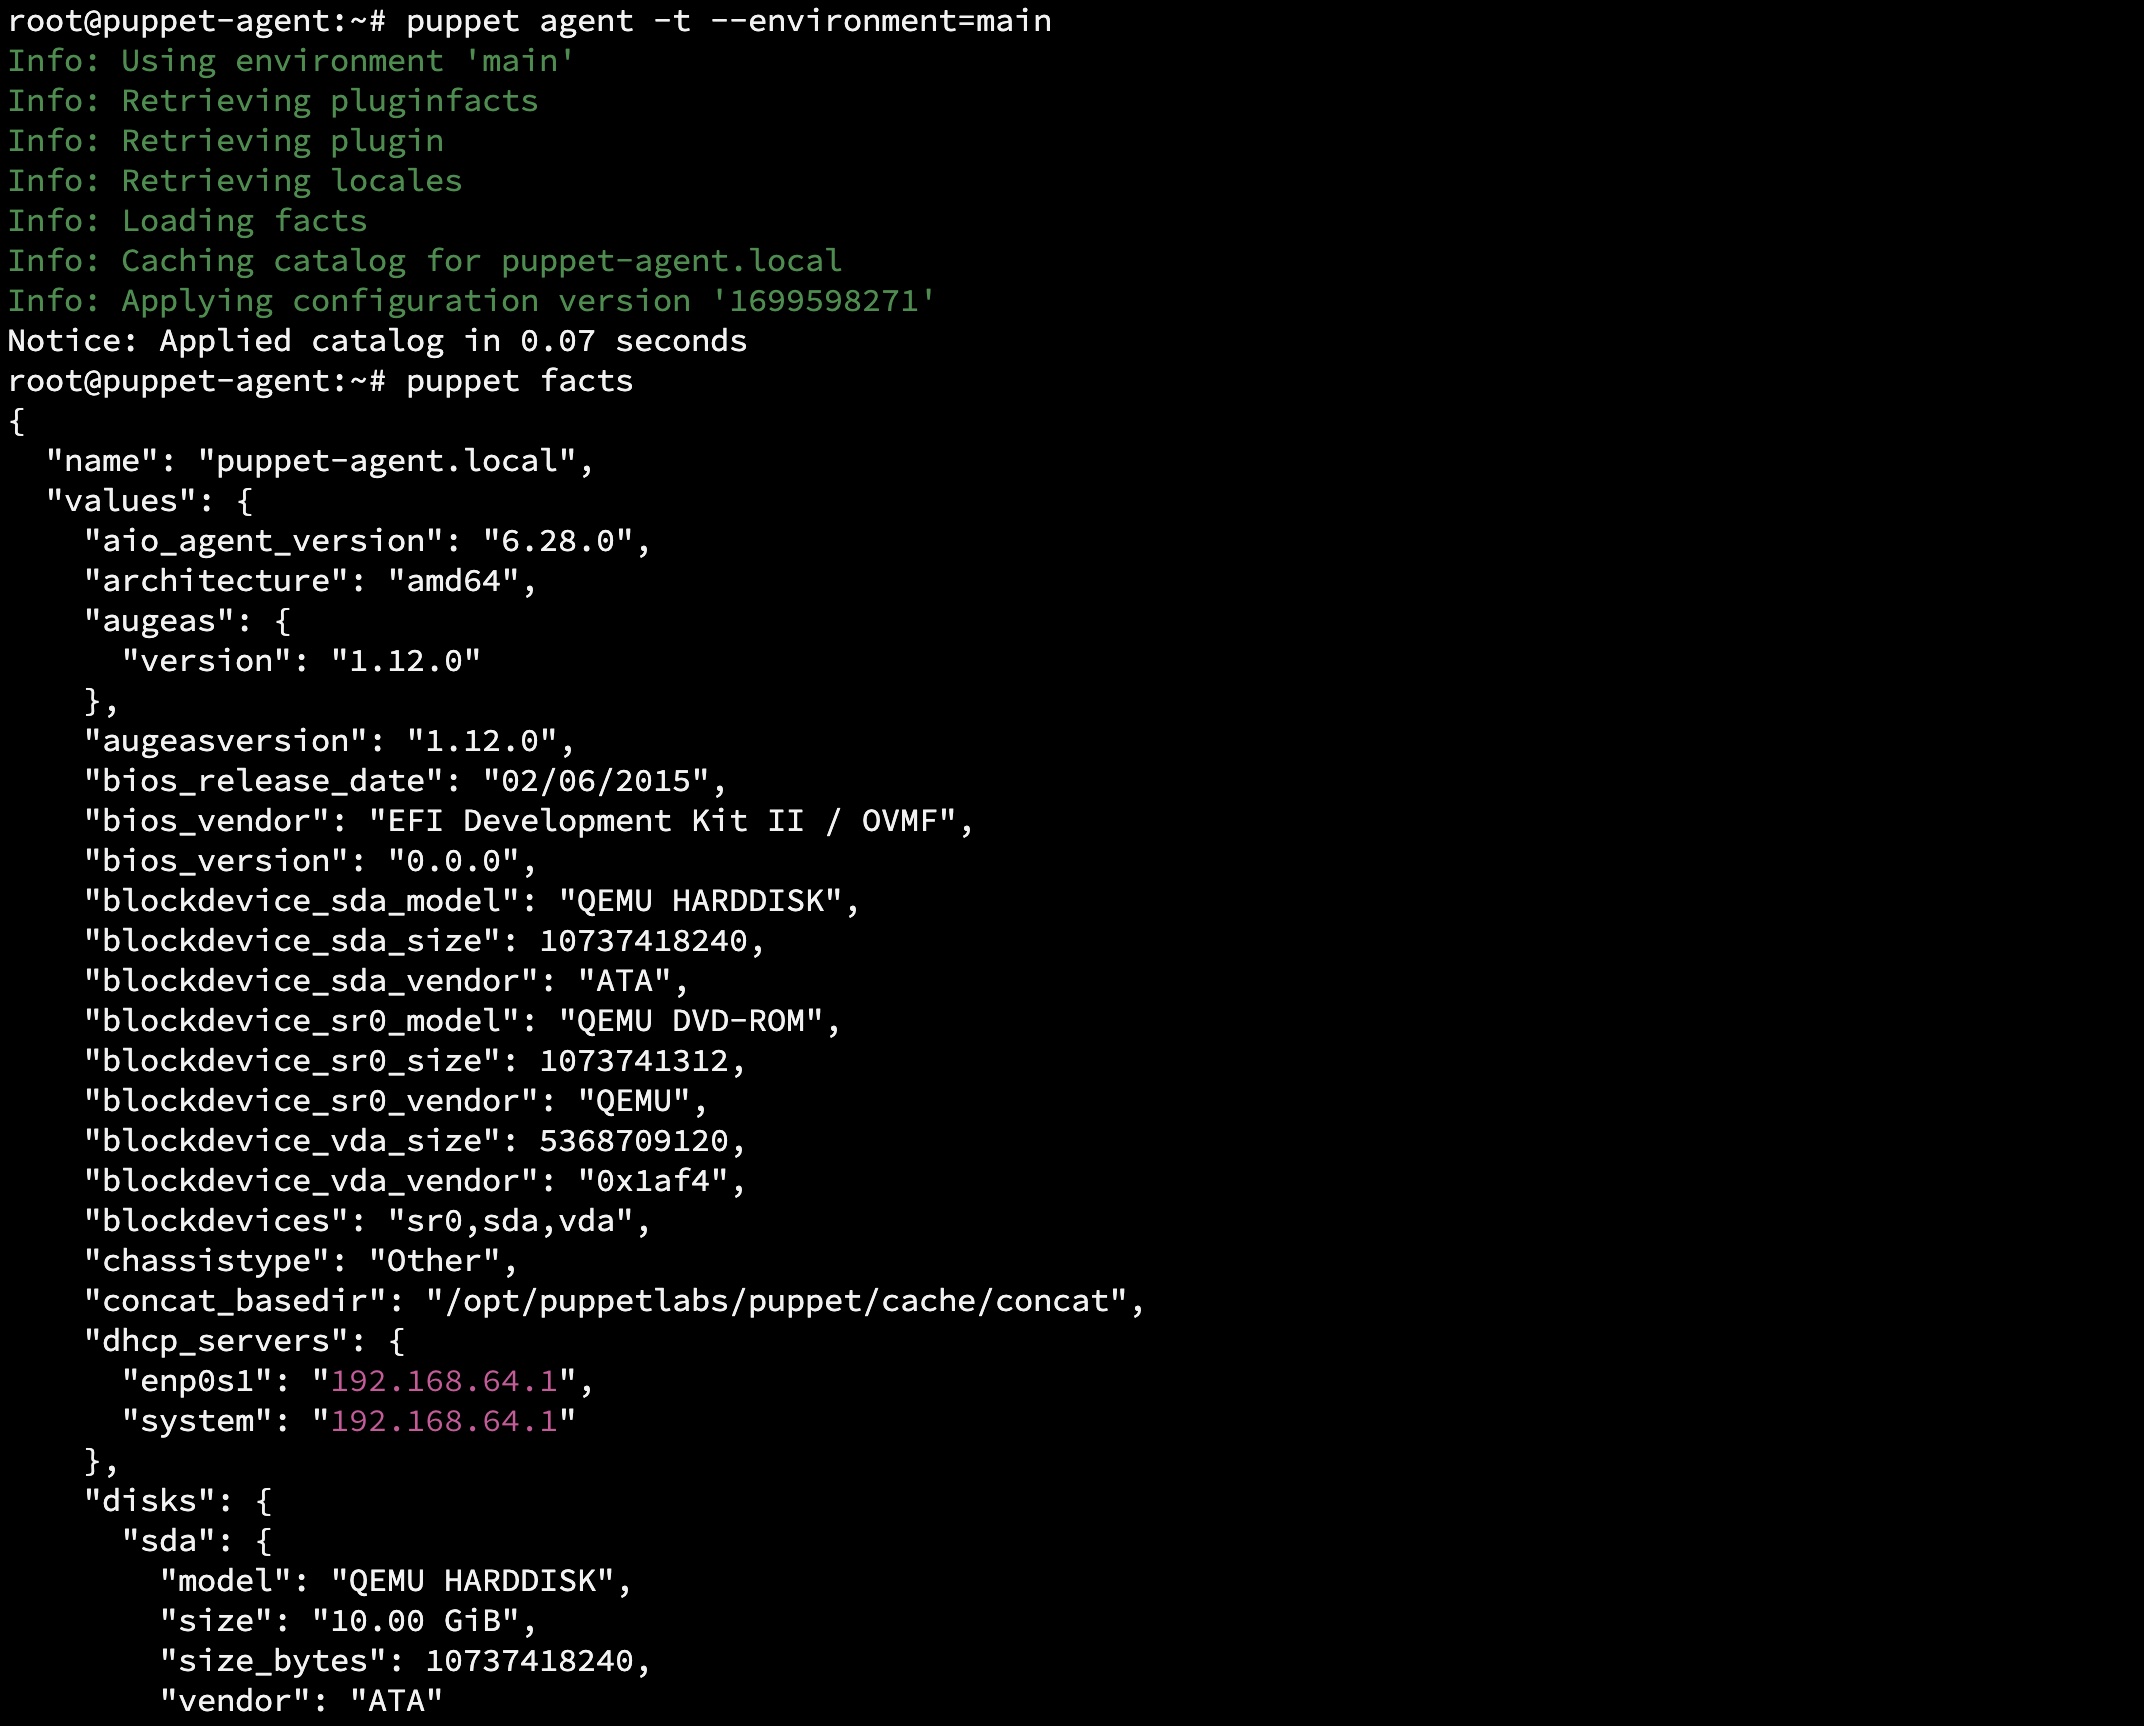 root@puppet-agent:~# puppet agent -t --environment=main
Info: Using environment 'main'
Info: Retrieving pluginfacts
Info: Retrieving plugin
Info: Retrieving locales
Info: Loading facts
Info: Caching catalog for puppet-agent.local
Info: Applying configuration version '1699598271'
Notice: Applied catalog in 0.07 seconds
root@puppet-agent:~# puppet facts
{
  "name": "puppet-agent.local",
  "values": {
    "aio_agent_version": "6.28.0",
    "architecture": "amd64",
    "augeas": {
      "version": "1.12.0"
    },
    "augeasversion": "1.12.0",
    "bios_release_date": "02/06/2015",
    "bios_vendor": "EFI Development Kit II / OVMF",
    "bios_version": "0.0.0",
    "blockdevice_sda_model": "QEMU HARDDISK",
    "blockdevice_sda_size": 10737418240,
    "blockdevice_sda_vendor": "ATA",
    "blockdevice_sr0_model": "QEMU DVD-ROM",
    "blockdevice_sr0_size": 1073741312,
    "blockdevice_sr0_vendor": "QEMU",
    "blockdevice_vda_size": 5368709120,
    "blockdevice_vda_vendor": "0x1af4",
    "blockdevices": "sr0,sda,vda",
    "chassistype": "Other",
    "concat_basedir": "/opt/puppetlabs/puppet/cache/concat",
    "dhcp_servers": {
      "enp0s1": "192.168.64.1",
      "system": "192.168.64.1"
    },
    "disks": {
      "sda": {
        "model": "QEMU HARDDISK",
        "size": "10.00 GiB",
        "size_bytes": 10737418240,
        "vendor": "ATA"